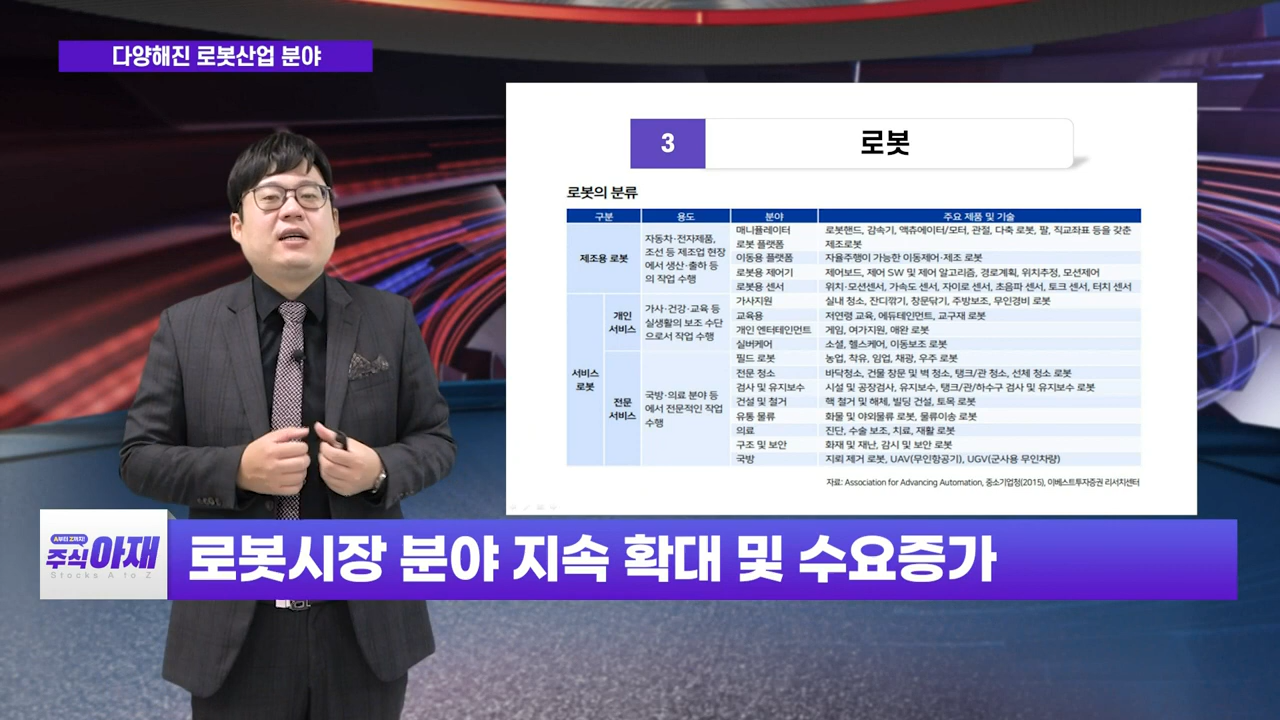 다양해진 로봇산업 분야
3 로봇
로봇의 분류
구분 용도 분야 주요 제품 및 기술
제조용 로봇
자동차·전자제품,
조선 등 제조업 현장
에서 생산·출하 등
의 작업 수행
매니퓰레이터
로봇 플랫폼
로봇핸드, 감속기, 액츄에이터/모터, 관절, 다축 로봇, 팔, 직교좌표 등을 갖춘
제조로봇
이동용 플랫폼 자율주행이 가능한 이동제어·제조 로봇
로봇용 제어기 제어보드, 제어 SW 및 제어 알고리즘, 경로계획, 위치추정, 모션제어
로봇용 센서 위치·모션센서, 가속도 센서, 자이로 센서, 초음파 센서, 토크 센서, 터치 센서
서비스
로봇
개인
서비스
가사·건강·교육 등
실생활의 보조 수단
으로서 작업 수행
가사지원 실내 청소, 잔디깎기, 창문닦기, 주방보조, 무인경비 로봇
교육용 저연령 교육, 에듀테인먼트, 교구재 로봇
개인 엔터테인먼트 게임, 여가지원, 애완 로봇
실버케어 소셜, 헬스케어, 이동보조 로봇
전문
서비스
국방·의료 분야 등
에서 전문적인 작업
수행
필드 로봇 농업, 착유, 임업, 채광, 우주 로봇
전문 청소 바닥청소, 건물 창문 및 벽 청소, 탱크/관 청소, 선체 청소 로봇
검사 및 유지보수 시설 및 공장검사, 유지보수, 탱크/관/하수구 검사 및 유지보수 로봇
건설 및 철거 핵 철거 및 해체, 빌딩 건설, 토목 로봇
유통 물류 화물 및 야외물류 로봇, 물류이송 로봇
의료 진단, 수술 보조, 치료, 재활 로봇
구조 및 보안 화재 및 재난, 감시 및 보안 로봇
국방 지뢰 제거 로봇, UAV(무인항공기), UGV(군사용 무인차량)
자료: Association for Advancing Automation, 중소기업청(2015), 이베스트투자증권 리서치센터
A부터 Z까지!
주식아재
Stocks A to Z
로봇시장 분야 지속 확대 및 수요증가